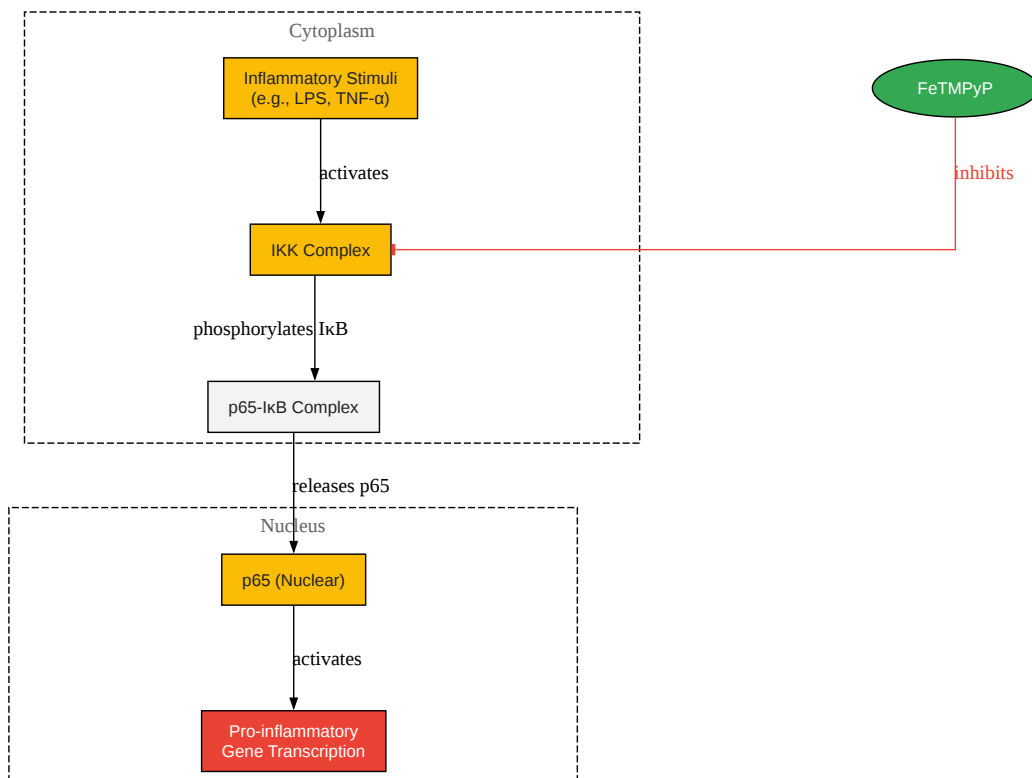 Cytoplasm
Inflammatory Stimuli
(e.g., LPS, TNF-α)
FeTMPyP
activates
inhibits
IKK Complex
phosphorylates IκB
p65-IκB Complex
releases p65
Nucleus
p65 (Nuclear)
activates
Pro-inflammatory
Gene Transcription